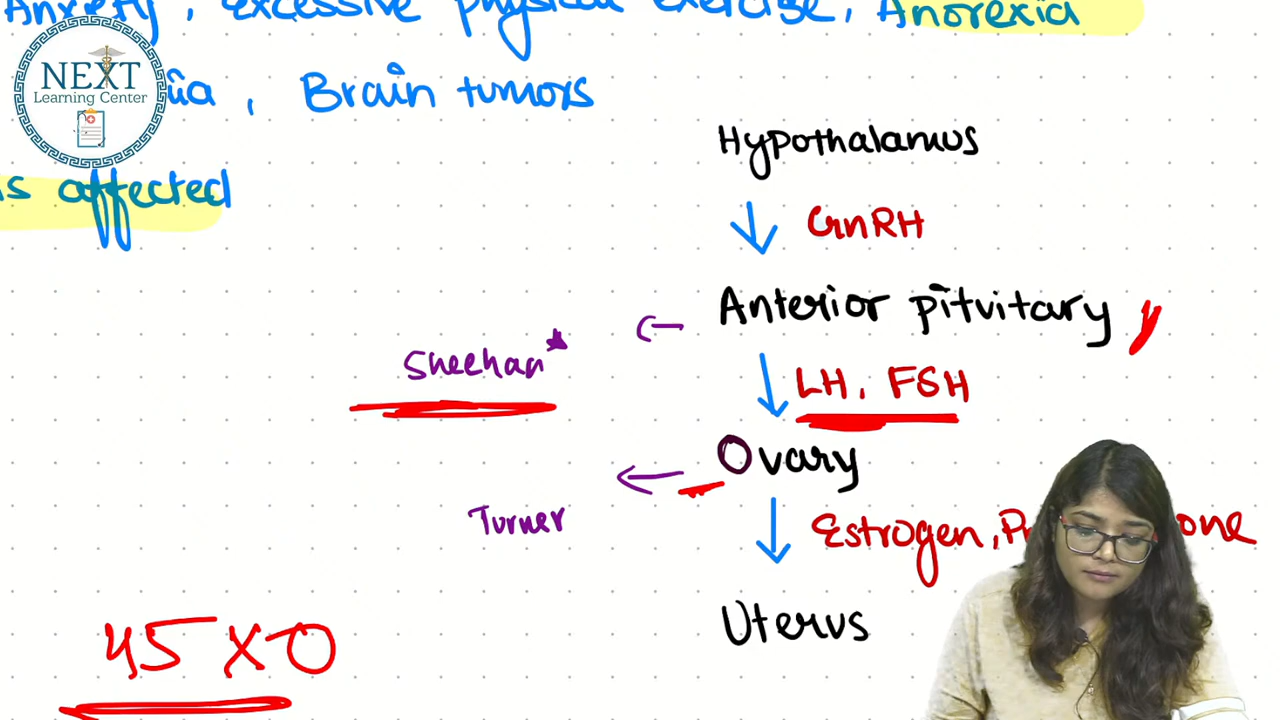 Anxiety, excessive physical exercise, Anorexia
NEXT
Learning Center
, Brain tumors
is affected
Hypothalamus
GnRH
Anterior pituitary
Sheehan*
LH, FSH
Ovary
Turner
Estrogen,
Uterus
45 XO